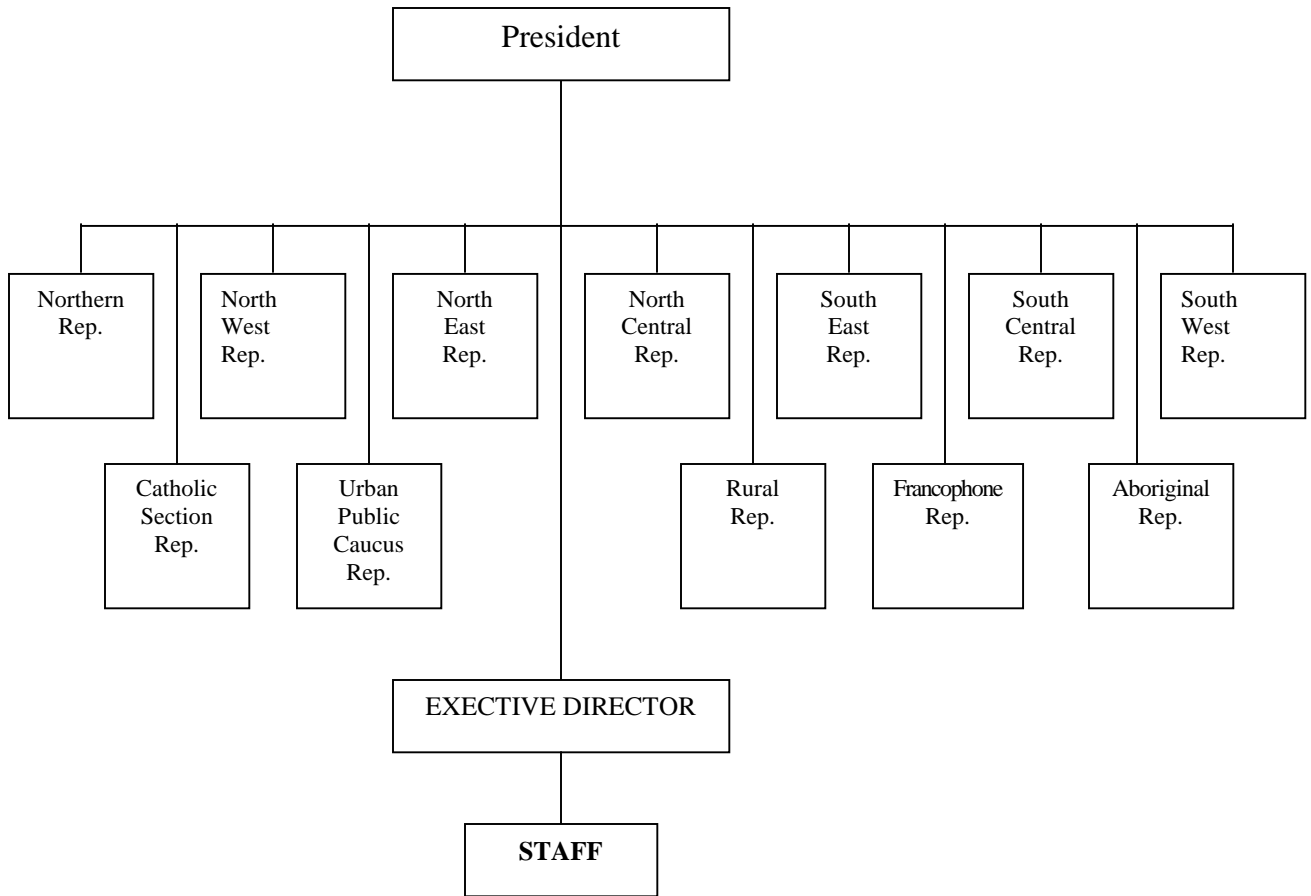 President
Northern
Rep.
North
West
Rep.
North
East
Rep.
North
Central
Rep.
South
East
Rep.
South
Central
Rep.
South
West
Rep.
Catholic
Section
Rep.
Urban
Public
Caucus
Rep.
Rural
Rep.
Francophone
Rep.
Aboriginal
Rep.
EXECTIVE DIRECTOR
STAFF